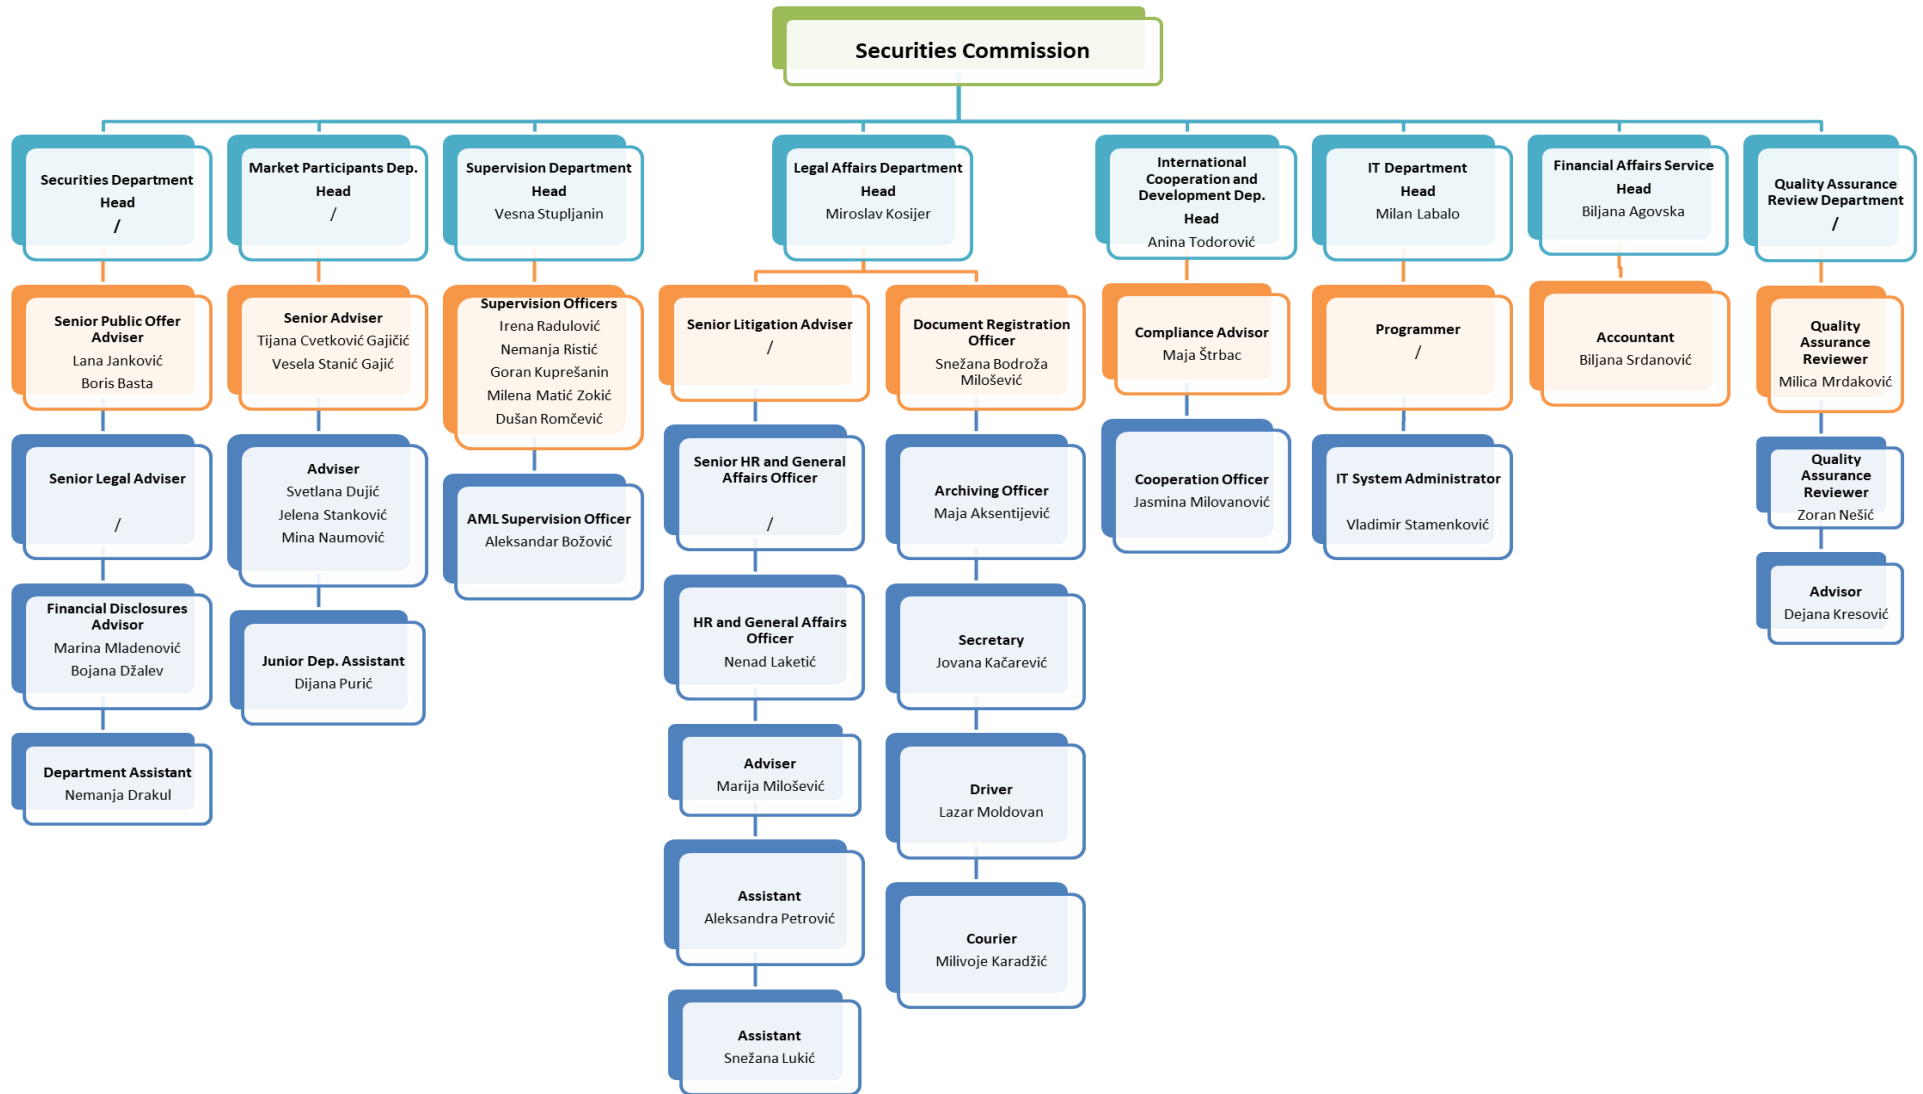 Securities Commission
Securities Department
Head
/
Senior Public Offer
Adviser
Lana Janković
Boris Basta
Senior Legal Adviser
/
Financial Disclosures
Advisor
Marina Mladenović
Bojana Džalev
Department Assistant
Nemanja Drakul
Market Participants Dep.
Head
/
Senior Adviser
Tijana Cvetković Gajičić
Vesela Stanić Gajić
Adviser
Svetlana Dujić
Jelena Stanković
Mina Naumović
Junior Dep. Assistant
Dijana Purić
Supervision Department
Head
Vesna Stupljanin
Supervision Officers
Irena Radulović
Nemanja Ristić
Goran Kuprešanin
Milena Matić Zokić
Dušan Romčević
AML Supervision Officer
Aleksandar Božović
Legal Affairs Department
Head
Miroslav Kosijer
Senior Litigation Adviser
/
Senior HR and General
Affairs Officer
/
HR and General Affairs
Officer
Nenad Laketić
Adviser
Marija Milošević
Assistant
Aleksandra Petrović
Assistant
Snežana Lukić
Document Registration
Officer
Snežana Bodroža
Milošević
Archiving Officer
Maja Aksentijević
Secretary
Jovana Kačarević
Driver
Lazar Moldovan
Courier
Milivoje Karadžić
International
Cooperation and
Development Dep.
Head
Anina Todorović
Compliance Advisor
Maja Štrbac
Cooperation Officer
Jasmina Milovanović
IT Department
Head
Milan Labalo
Programmer
/
IT System Administrator
Vladimir Stamenković
Financial Affairs Service
Head
Biljana Agovska
Accountant
Biljana Srdanović
Quality Assurance
Review Department
/
Quality
Assurance
Reviewer
Milica Mrdaković
Quality
Assurance
Reviewer
Zoran Nešić
Advisor
Dejana Kresović